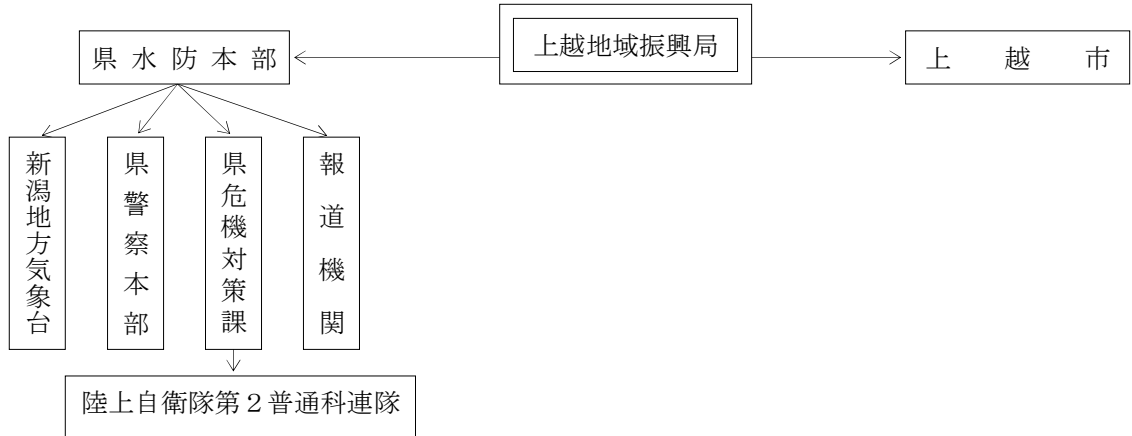 上越地域振興局
県水防本部
上越市
新潟地方気象台
県警察本部
県危機対策課
報道機関
陸上自衛隊第２普通科連隊